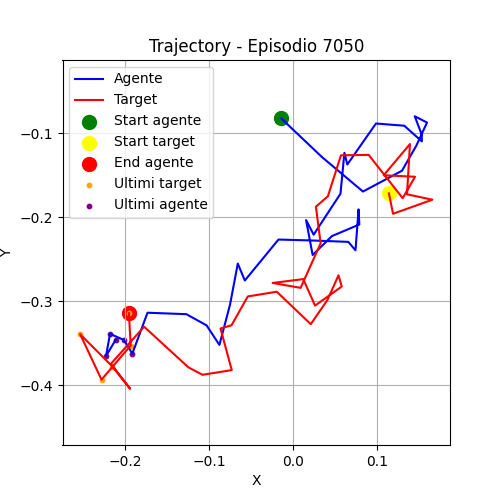 Trajectory - Episodio 7050
Agente
Target
Start agente
Start target
End agente
Ultimi target
Ultimi agente
−0.1
−0.2
−0.3
−0.4
Y
−0.2
−0.1
0.0
0.1
X